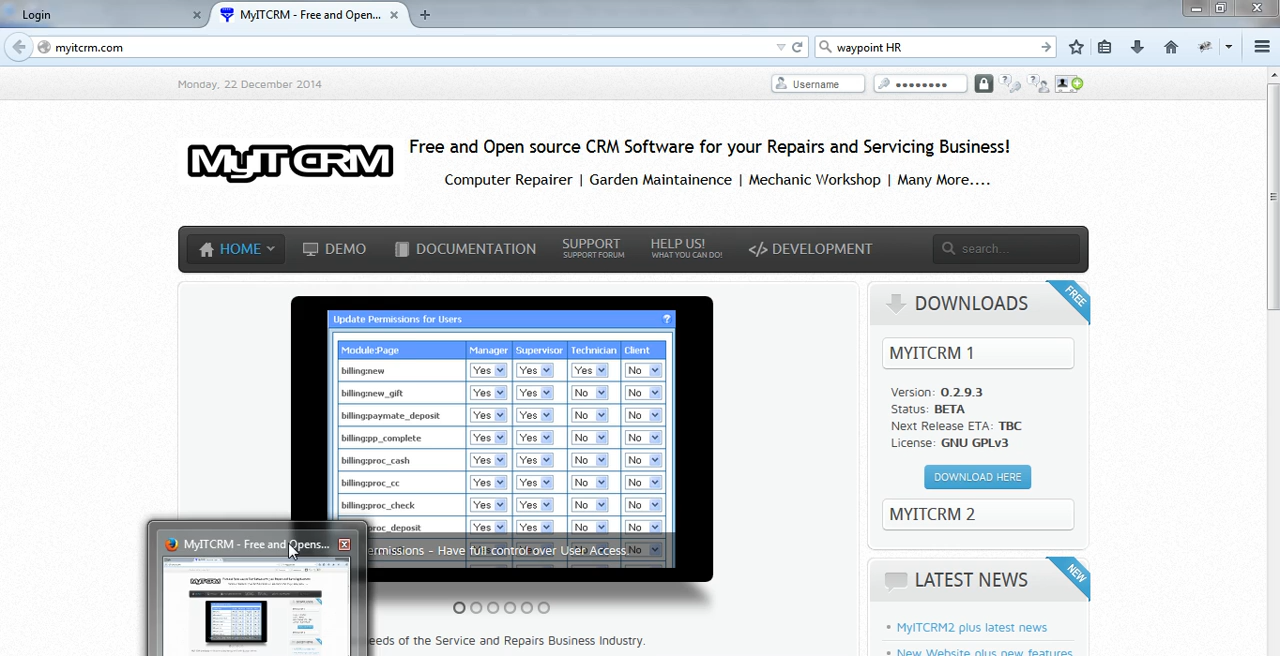 Login
MyITCRM - Free and Open...
myitcrm.com
waypoint HR
Monday, 22 December 2014
Username
MyITCRM
Free and Open source CRM Software for your Repairs and Servicing Business!
Computer Repairer | Garden Maintainence | Mechanic Workshop | Many More....
HOME
DEMO
DOCUMENTATION
SUPPORT
SUPPORT FORUM
HELP US!
WHAT YOU CAN DO!
</> DEVELOPMENT
search...
Update Permissions for Users ?
Module:Page Manager Supervisor Technician Client
billing:new Yes Yes Yes No
billing:new_gift Yes Yes No No
billing:paymate_deposit Yes Yes No No
billing:pp_complete Yes Yes No No
billing:proc_cash Yes Yes No No
billing:proc_cc Yes Yes No No
billing:proc_check Yes Yes No No
proc_deposit Yes Yes No No
ermissions - Have full control over User Access. No
eeds of the Service and Repairs Business Industry.
DOWNLOADS
FREE
MYITCRM 1
Version: 0.2.9.3
Status: BETA
Next Release ETA: TBC
License: GNU GPLv3
DOWNLOAD HERE
MYITCRM 2
LATEST NEWS
NEW
MyITCRM2 plus latest news
New Website plus new features
MyITCRM - Free and Opens...